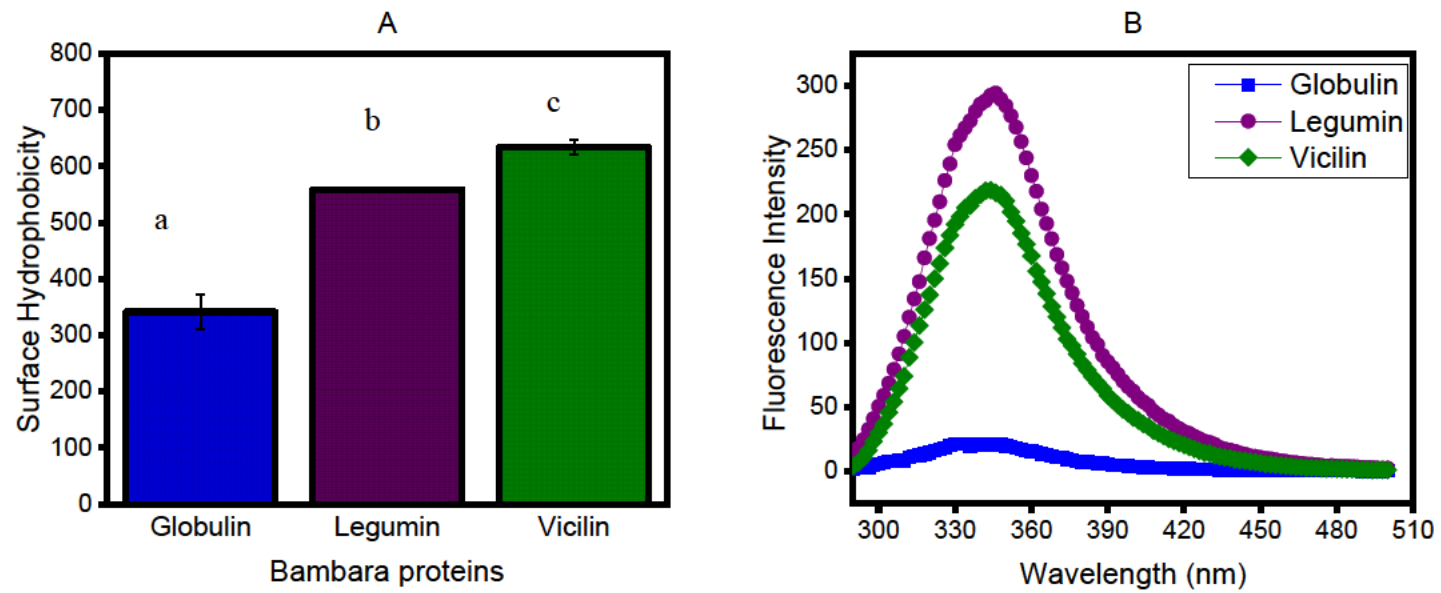 A
Surface Hydrophobicity
800
700
600
500
400
300
200
100
0
a
b
c
Globulin
Legumin
Vicilin
Bambara proteins
B
Fluorescence Intensity
300
250
200
150
100
50
0
Globulin
Legumin
Vicilin
300
330
360
390
420
450
480
510
Wavelength (nm)